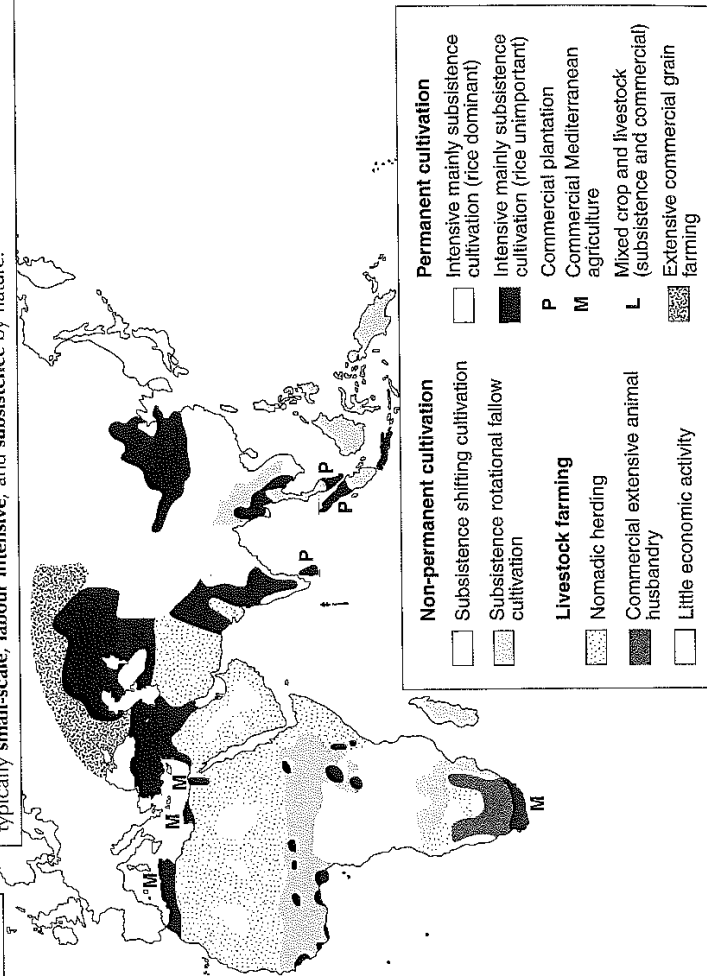 typically small-scale, labour intensive, and subsistence by nature.
P
P
P
M
M
M
M
Non-permanent cultivation
Subsistence shifting cultivation
Subsistence rotational fallow
cultivation
Livestock farming
Nomadic herding
Commercial extensive animal
husbandry
Little economic activity
Permanent cultivation
Intensive mainly subsistence
cultivation (rice dominant)
Intensive mainly subsistence
cultivation (rice unimportant)
P Commercial plantation
M Commercial Mediterranean
agriculture
L Mixed crop and livestock
(subsistence and commercial)
Extensive commercial grain
farming